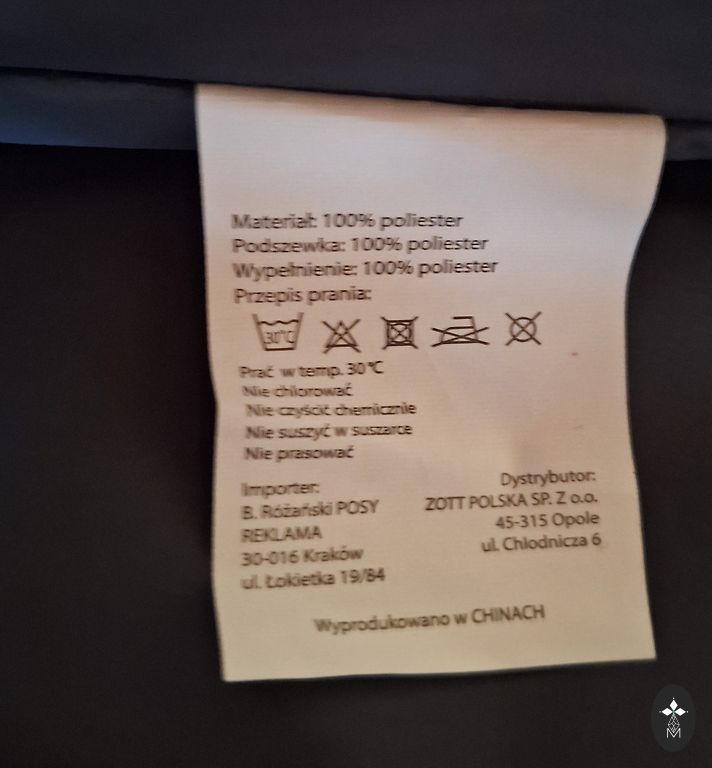 Materiał: 100% poliester
Podszewka: 100% poliester
Wypełnienie: 100% poliester
Przepis prania:
30°C
Prać w temp. 30°C
Nie chlorować
Nie czyścić chemicznie
Nie suszyć w suszarce
Nie prasować
Importer:
B. Różański POSY
REKLAMA
30-016 Kraków
ul. Łokietka 19/84
Dystrybutor:
ZOTT POLSKA SP. Z o.o.
45-315 Opole
ul. Chłodnicza 6
Wyprodukowano w CHINACH
M